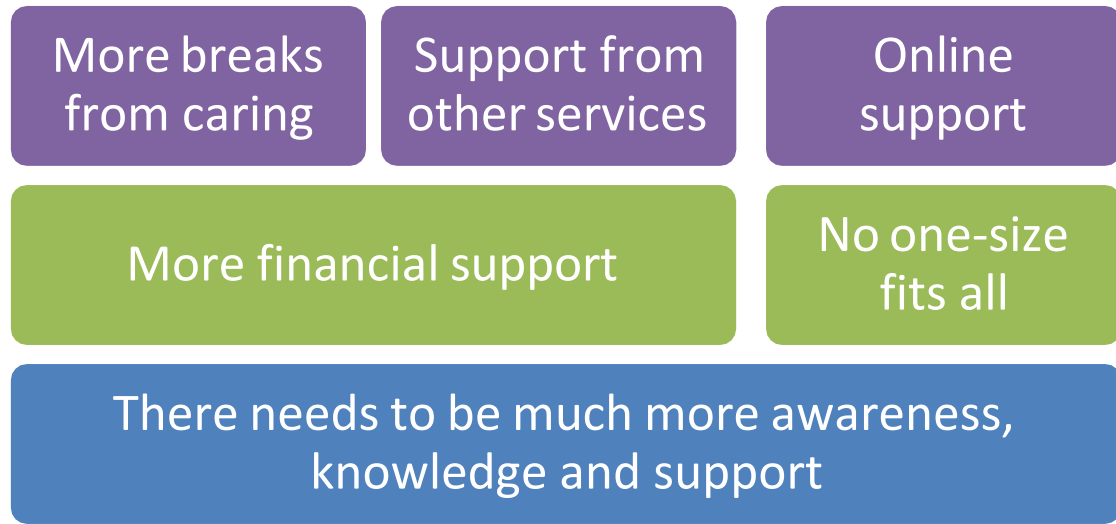 More breaks
from caring
Support from
other services
Online
support
More financial support
No one-size
fits all
There needs to be much more awareness,
knowledge and support